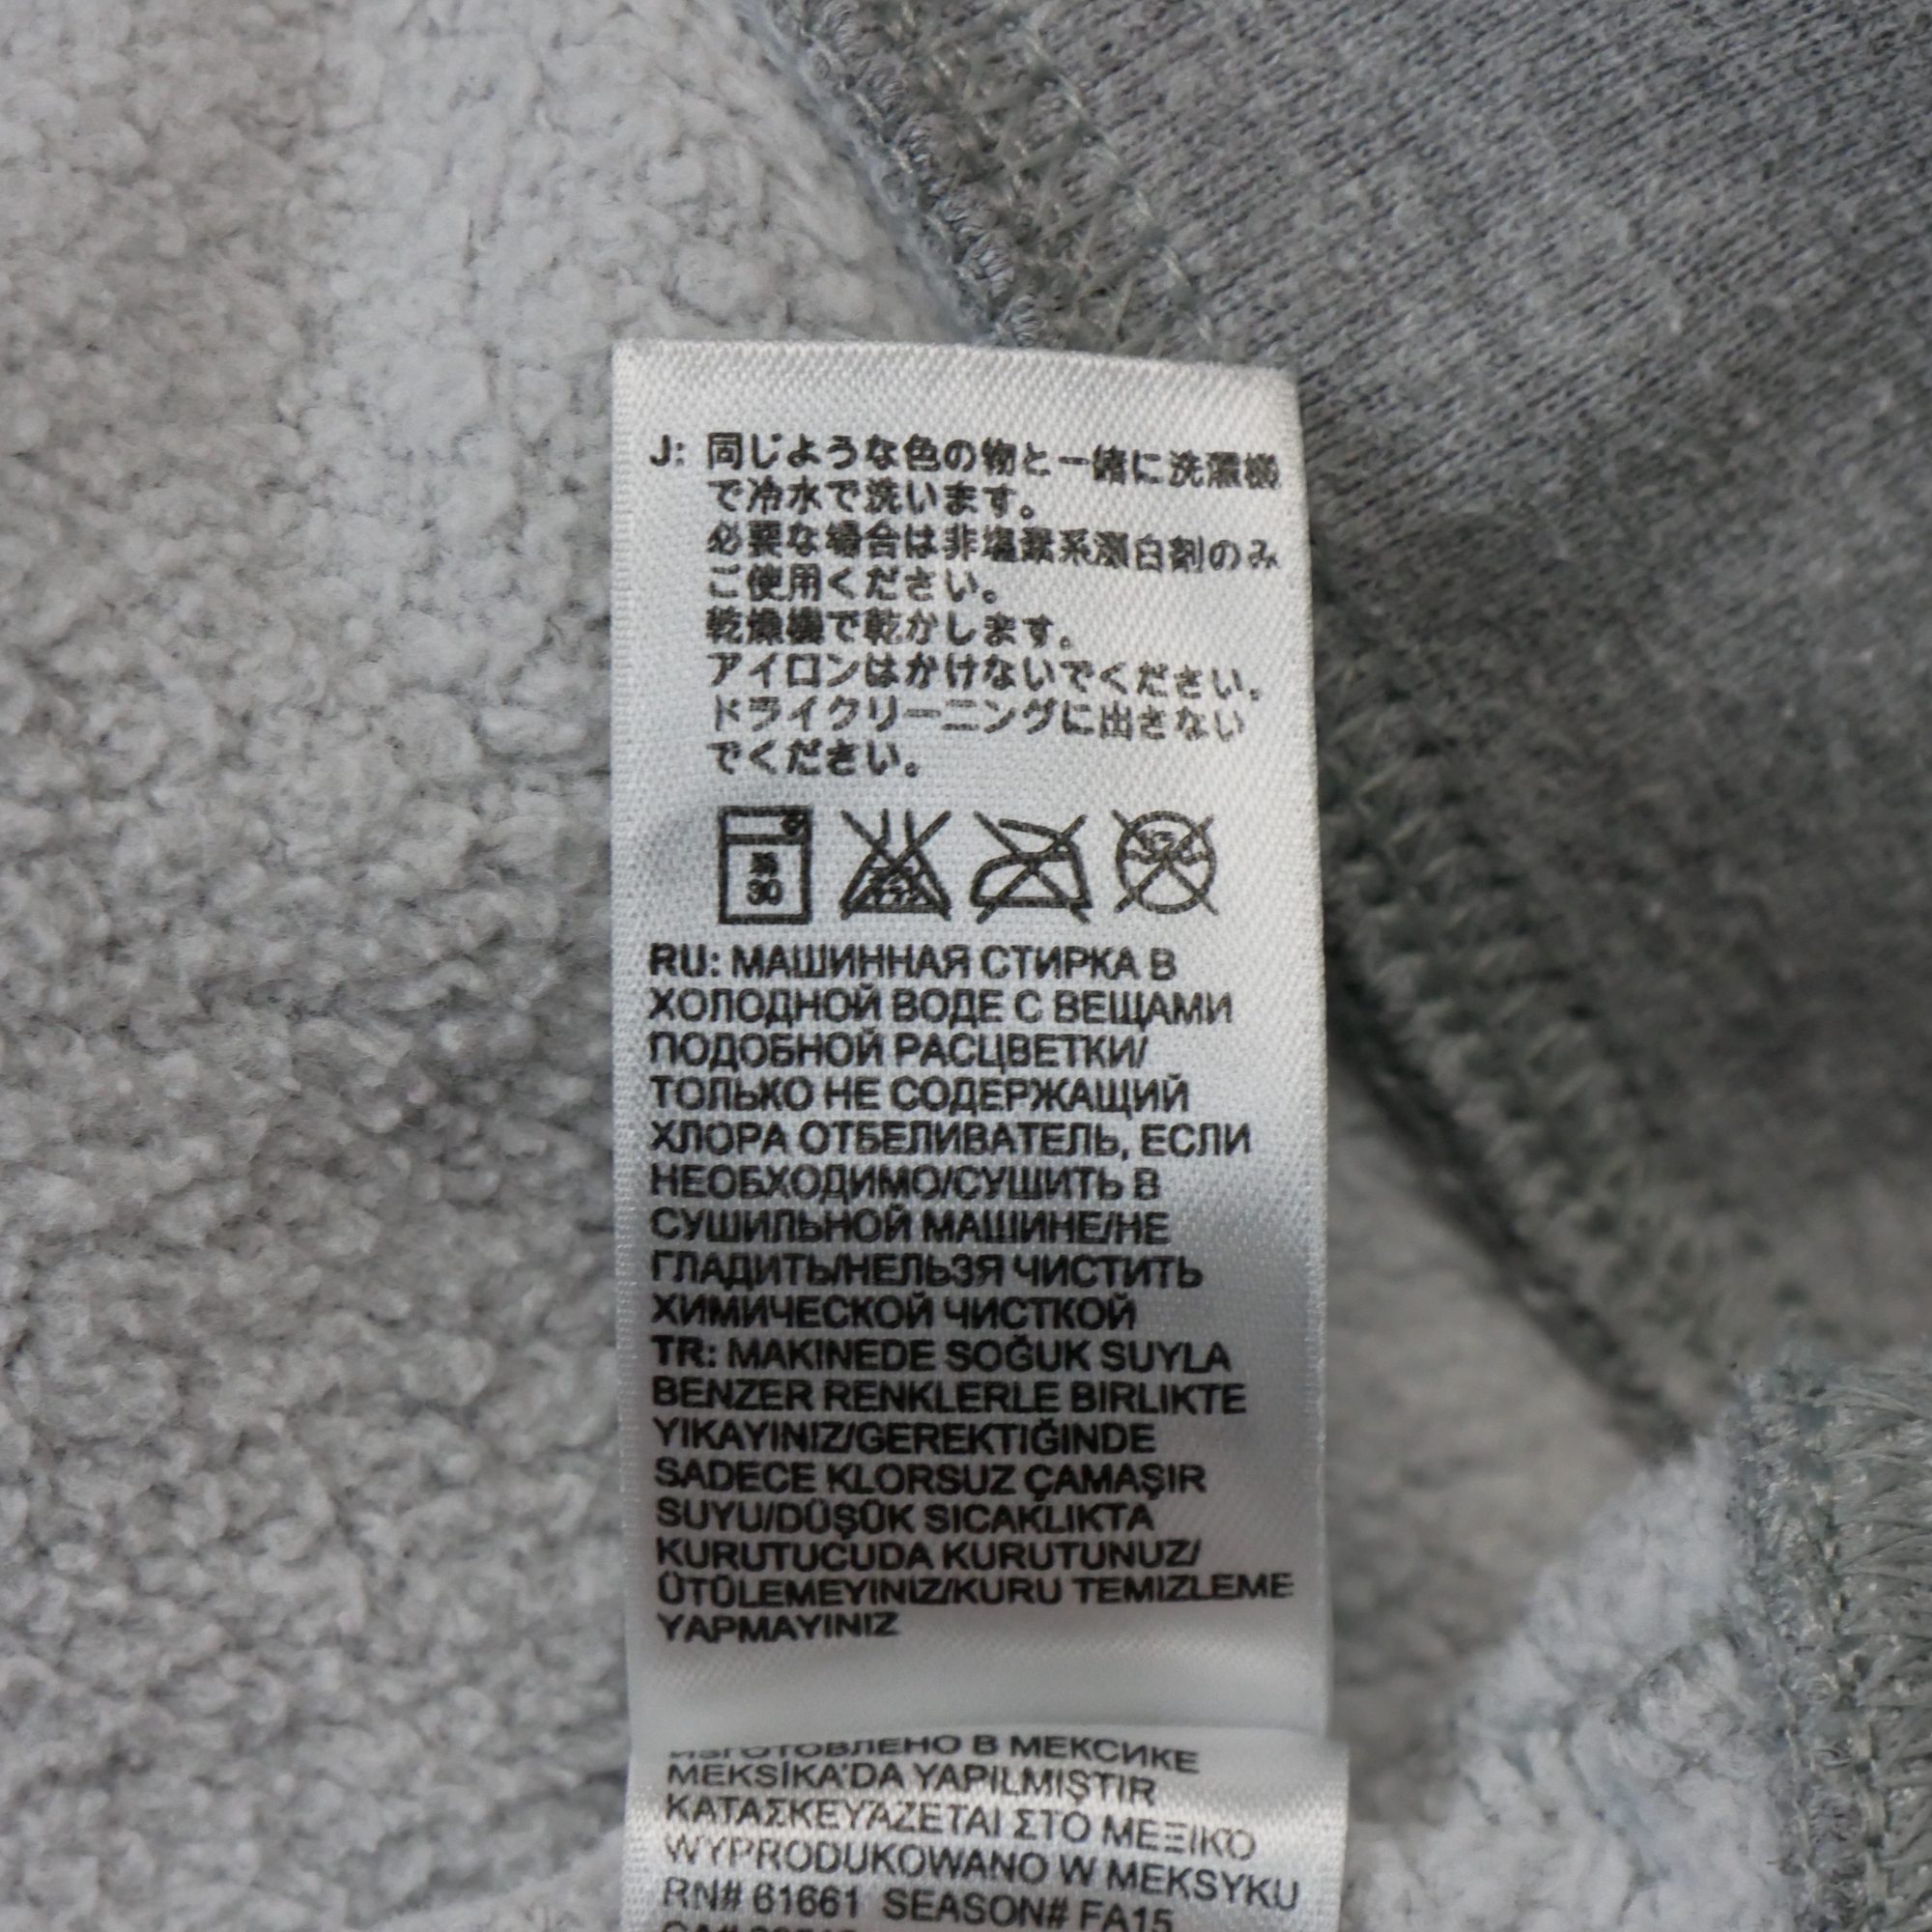 J: 同じような色の物と一緒に洗濯機
で冷水で洗います。
必要な場合は非塩素系漂白剤のみ
ご使用ください。
乾燥機で乾かします。
アイロンはかけないでください。
ドライクリーニングに出さない
でください。
30
RU: МАШИННАЯ СТИРКА В
ХОЛОДНОЙ ВОДЕ С ВЕЩАМИ
ПОДОБНОЙ РАСЦВЕТКИ/
ТОЛЬКО НЕ СОДЕРЖАЩИЙ
ХЛОРА ОТБЕЛИВАТЕЛЬ, ЕСЛИ
НЕОБХОДИМО/СУШИТЬ В
СУШИЛЬНОЙ МАШИНЕ/НЕ
ГЛАДИТЬ/НЕЛЬЗЯ ЧИСТИТЬ
ХИМИЧЕСКОЙ ЧИСТКОЙ
TR: MAKINEDE SOĞUK SUYLA
BENZER RENKLERLE BIRLIKTE
YIKAYINIZ/GEREKTIĞINDE
SADECE KLORSUZ ÇAMAŞIR
SUYU/DÜŞÜK SICAKLIKTA
KURUTUCUDA KURUTUNUZ/
ÜTÜLEMEYINIZ/KURU TEMIZLEME
YAPMAYINIZ
ИЗГОТОВЛЕНО В МЕКСИКЕ
MEKSİKA'DA YAPILMIŞTIR
ΚΑΤΑΣΚΕΥΆΖΕΤΑΙ ΣΤΟ ΜΕΞΙΚΌ
WYPRODUKOWANO W MEKSYKU
RN# 61661 SEASON# FA15